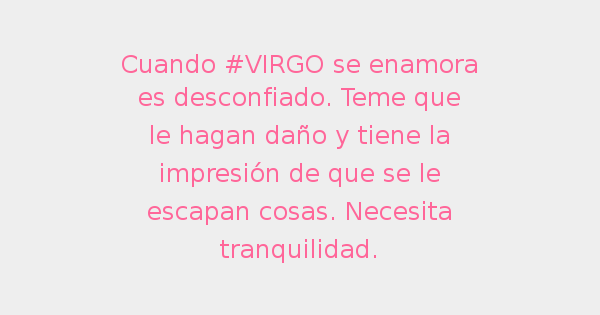 Cuando #VIRGO se enamora
es desconfiado. Teme que
le hagan daño y tiene la
impresión de que se le
escapan cosas. Necesita
tranquilidad.